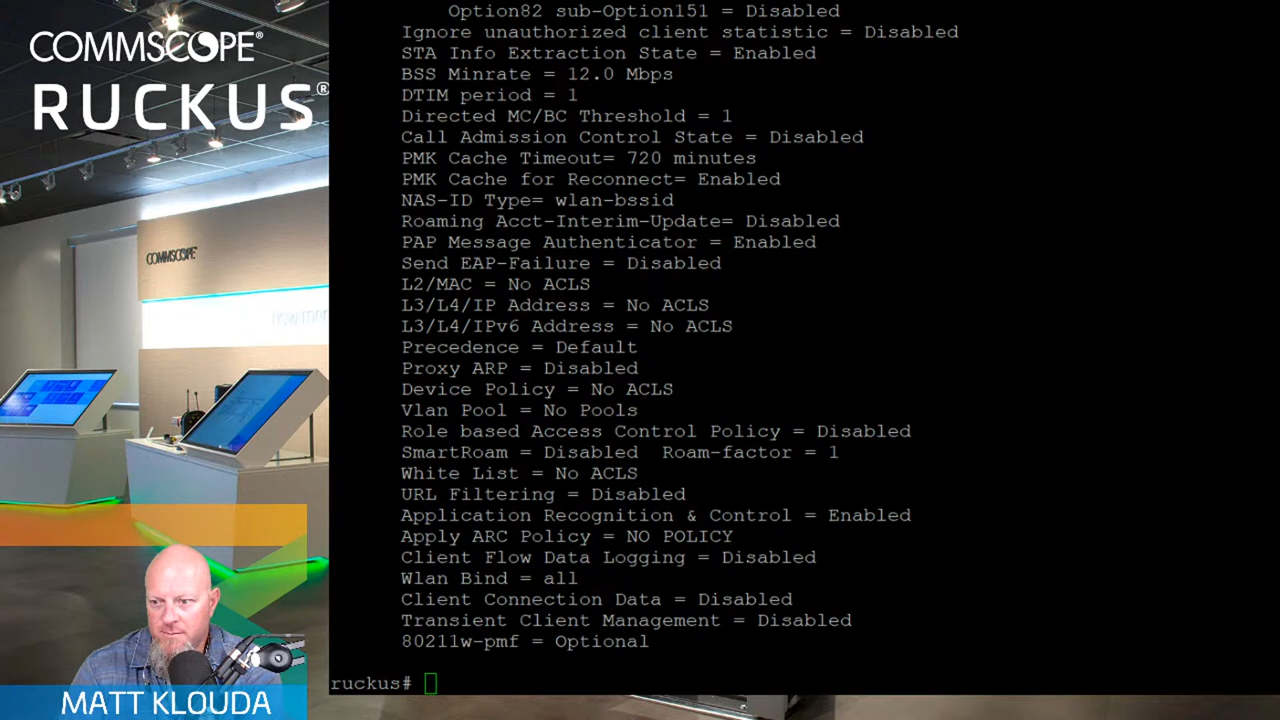 COMMSCOPE®
RUCKUS®
COMMSCOPE
Option82 sub-Option151 = Disabled
Ignore unauthorized client statistic = Disabled
STA Info Extraction State = Enabled
BSS Minrate = 12.0 Mbps
DTIM period = 1
Directed MC/BC Threshold = 1
Call Admission Control State = Disabled
PMK Cache Timeout= 720 minutes
PMK Cache for Reconnect= Enabled
NAS-ID Type= wlan-bssid
Roaming Acct-Interim-Update= Disabled
PAP Message Authenticator = Enabled
Send EAP-Failure = Disabled
L2/MAC = No ACLS
L3/L4/IP Address = No ACLS
L3/L4/IPv6 Address = No ACLS
Precedence = Default
Proxy ARP = Disabled
Device Policy = No ACLS
Vlan Pool = No Pools
Role based Access Control Policy = Disabled
SmartRoam = Disabled  Roam-factor = 1
White List = No ACLS
URL Filtering = Disabled
Application Recognition & Control = Enabled
Apply ARC Policy = NO POLICY
Client Flow Data Logging = Disabled
Wlan Bind = all
Client Connection Data = Disabled
Transient Client Management = Disabled
80211w-pmf = Optional
ruckus#
MATT KLOUDA